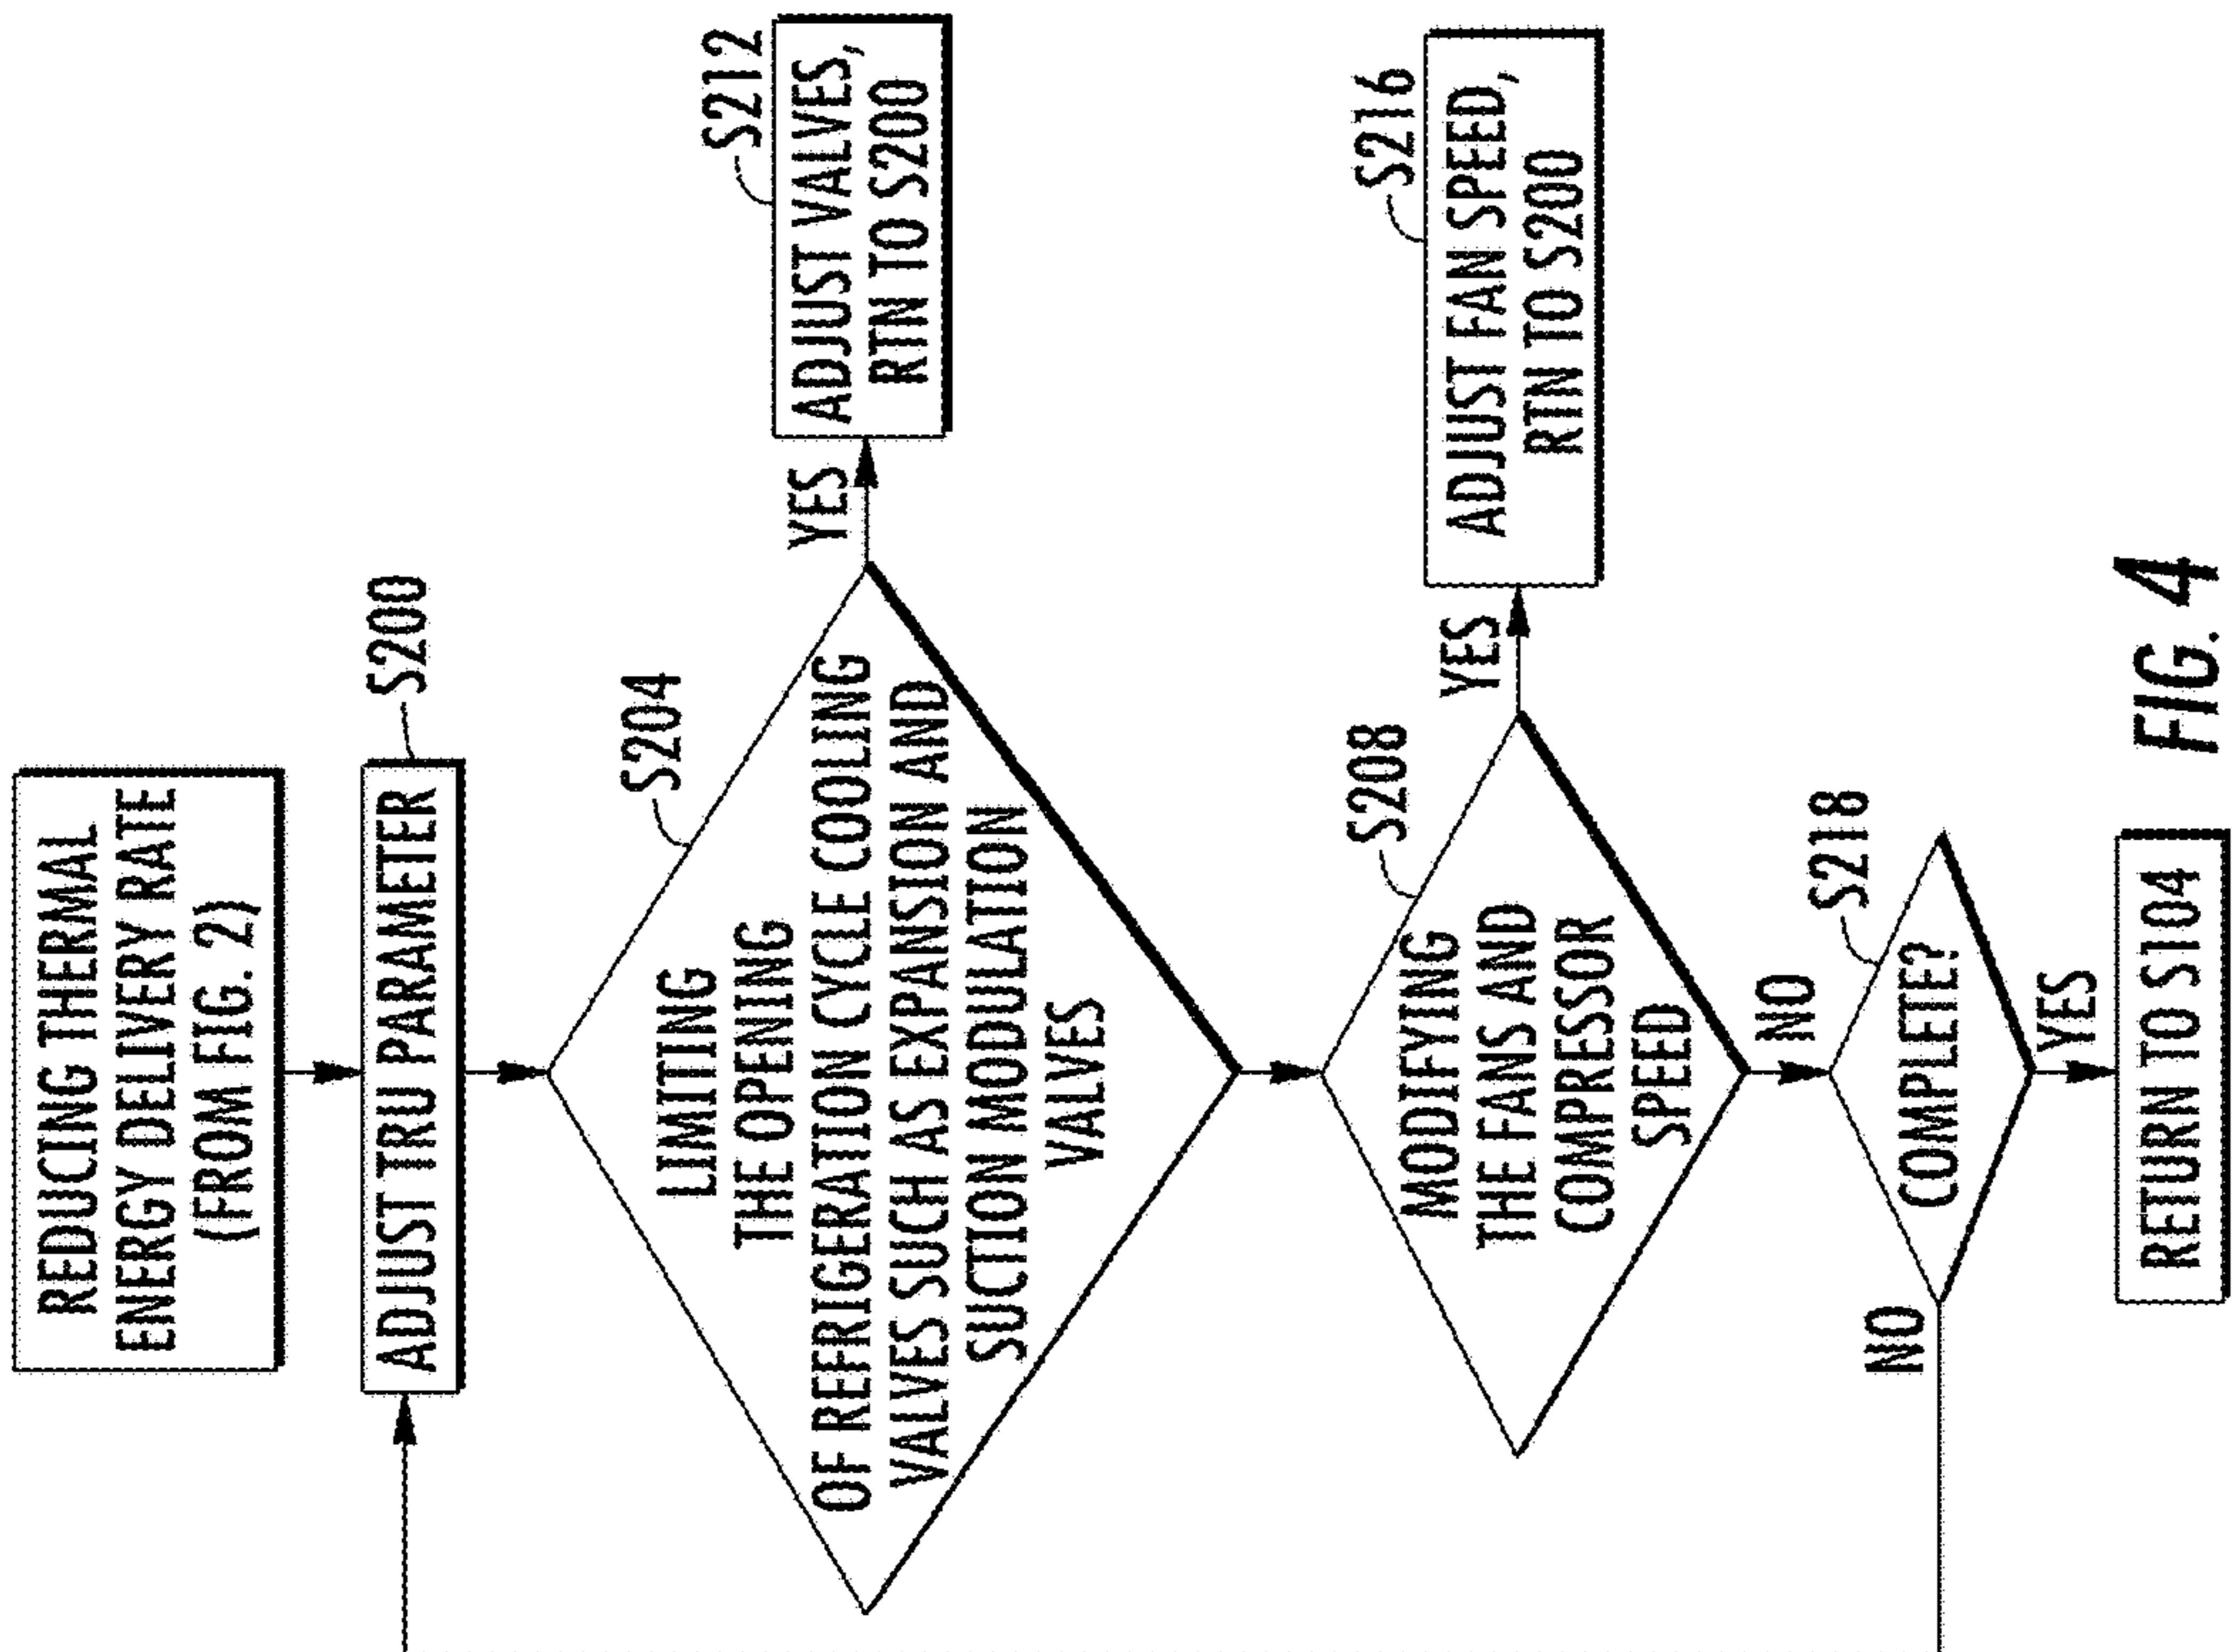 REDUCING THERMAL
ENERGY DELIVERY RATE
(FROM FIG. 2)
S200
ADJUST TRU PARAMETER
S204
LIMITING
THE OPENING
OF REFRIGERATION CYCLE COOLING
VALVES SUCH AS EXPANSION AND
SUCTION MODULATION
VALVES
YES
S212
ADJUST VALVES,
RTN TO S200
S208
MODIFYING
THE FANS AND
COMPRESSOR
SPEED
YES
S216
ADJUST FAN SPEED,
RTN TO S200
NO
S218
COMPLETE?
NO
YES
RETURN TO S104
FIG. 4